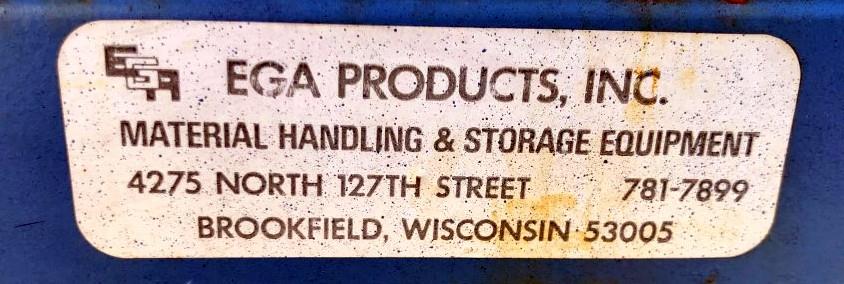 EGA EGA PRODUCTS, INC.
MATERIAL HANDLING & STORAGE EQUIPMENT
4275 NORTH 127TH STREET 781-7899
BROOKFIELD, WISCONSIN 53005